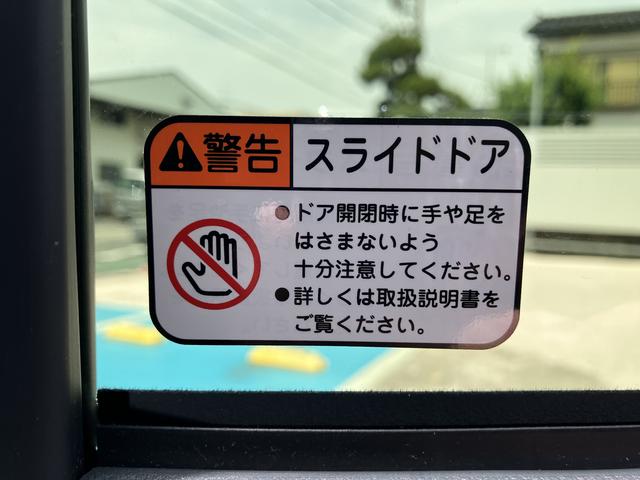 警告 スライドドア
●ドア開閉時に手や足を
はさまないよう
十分注意してください。
●詳しくは取扱説明書を
ご覧ください。